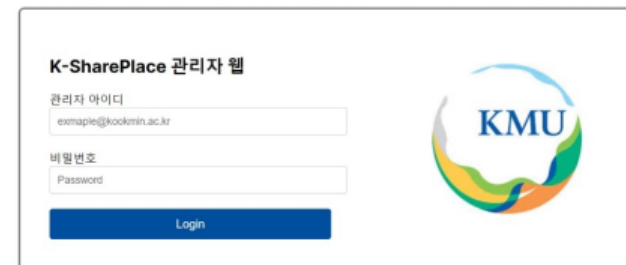 K-SharePlace 관리자 웹
관리자 아이디
exmaple@kookmin.ac.kr
비밀번호
Password
Login
KMU